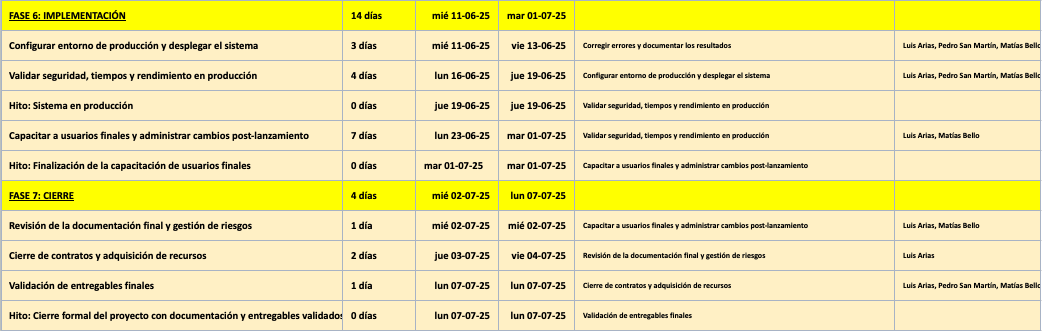 FASE 6: IMPLEMENTACIÓN 14 días mié 11-06-25 mar 01-07-25
Configurar entorno de producción y desplegar el sistema 3 días mié 11-06-25 vie 13-06-25 Corregir errores y documentar los resultados Luis Arias, Pedro San Martín, Matías Bello
Validar seguridad, tiempos y rendimiento en producción 4 días lun 16-06-25 jue 19-06-25 Configurar entorno de producción y desplegar el sistema Luis Arias, Pedro San Martín, Matías Bello
Hito: Sistema en producción 0 días jue 19-06-25 jue 19-06-25 Validar seguridad, tiempos y rendimiento en producción
Capacitar a usuarios finales y administrar cambios post-lanzamiento 7 días lun 23-06-25 mar 01-07-25 Validar seguridad, tiempos y rendimiento en producción Luis Arias, Matías Bello
Hito: Finalización de la capacitación de usuarios finales 0 días mar 01-07-25 mar 01-07-25 Capacitar a usuarios finales y administrar cambios post-lanzamiento
FASE 7: CIERRE 4 días mié 02-07-25 lun 07-07-25
Revisión de la documentación final y gestión de riesgos 1 día mié 02-07-25 mié 02-07-25 Capacitar a usuarios finales y administrar cambios post-lanzamiento Luis Arias, Matías Bello
Cierre de contratos y adquisición de recursos 2 días jue 03-07-25 vie 04-07-25 Revisión de la documentación final y gestión de riesgos Luis Arias
Validación de entregables finales 1 día lun 07-07-25 lun 07-07-25 Cierre de contratos y adquisición de recursos Luis Arias, Pedro San Martín, Matías Bello
Hito: Cierre formal del proyecto con documentación y entregables validados 0 días lun 07-07-25 lun 07-07-25 Validación de entregables finales